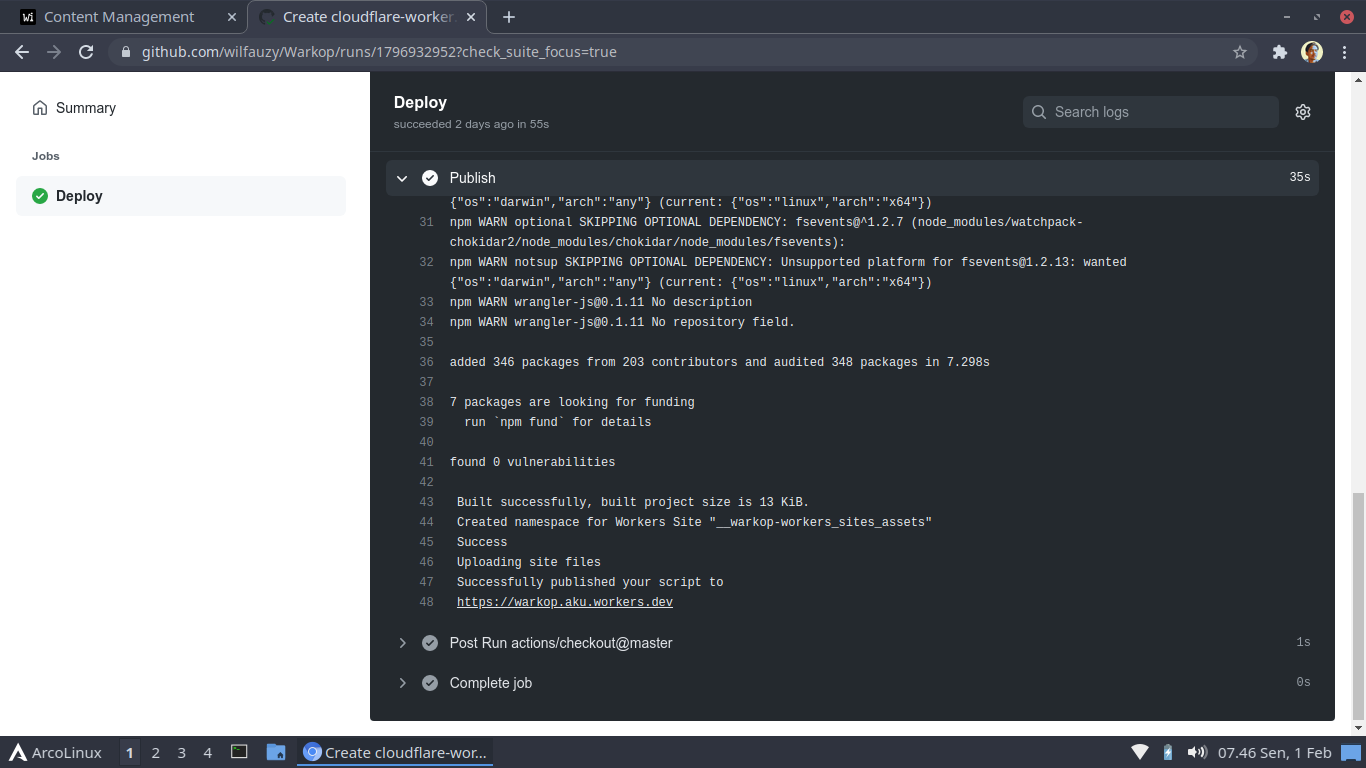 Content Management
Create cloudflare-worker
github.com/wilfauzy/Warkop/runs/1796932952?check_suite_focus=true
Summary
Jobs
Deploy
Deploy
succeeded 2 days ago in 55s
Search logs
Publish 35s
{"os":"darwin","arch":"any"} (current: {"os":"linux","arch":"x64"})
31 npm WARN optional SKIPPING OPTIONAL DEPENDENCY: fsevents@^1.2.7 (node_modules/watchpack-
chokidar2/node_modules/chokidar/node_modules/fsevents):
32 npm WARN notsup SKIPPING OPTIONAL DEPENDENCY: Unsupported platform for fsevents@1.2.13: wanted
{"os":"darwin","arch":"any"} (current: {"os":"linux","arch":"x64"})
33 npm WARN wrangler-js@0.1.11 No description
34 npm WARN wrangler-js@0.1.11 No repository field.
35
36 added 346 packages from 203 contributors and audited 348 packages in 7.298s
37
38 7 packages are looking for funding
39 run `npm fund` for details
40
41 found 0 vulnerabilities
42
43 Built successfully, built project size is 13 KiB.
44 Created namespace for Workers Site "__warkop-workers_sites_assets"
45 Success
46 Uploading site files
47 Successfully published your script to
48 https://warkop.aku.workers.dev
Post Run actions/checkout@master 1s
Complete job 0s
ArcoLinux 1 2 3 4 Create cloudflare-wor... 07.46 Sen, 1 Feb